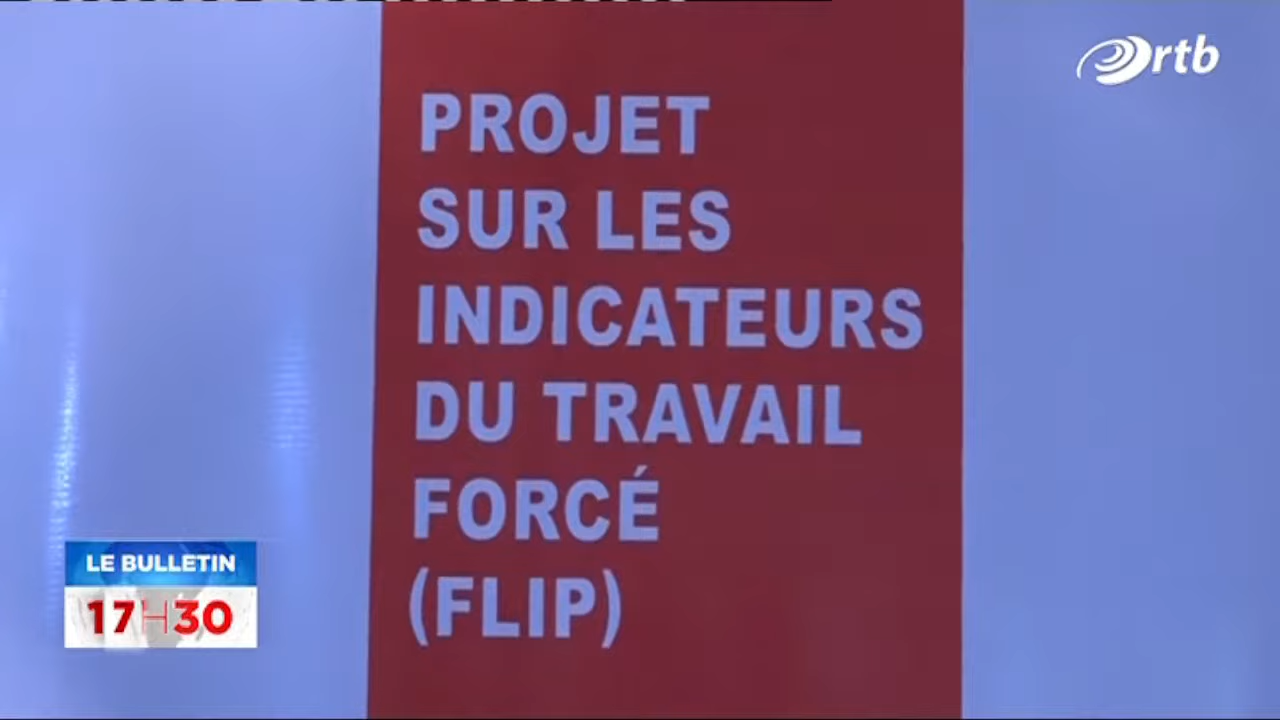 rtb
PROJET
SUR LES
INDICATEURS
DU TRAVAIL
FORCÉ
(FLIP)
LE BULLETIN
17H30